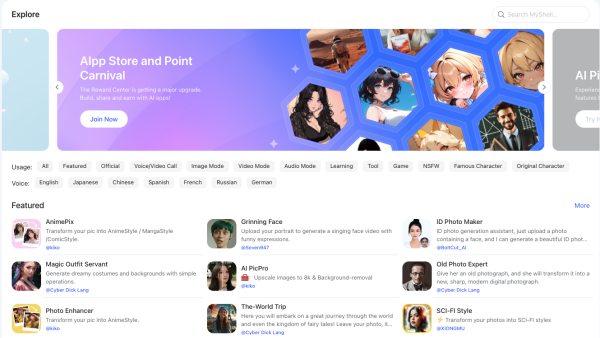 Explore
Search MyShell...
AIpp Store and Point
Carnival
The Reward Center is getting a major upgrade.
Build, share and earn with AI apps!
Join Now
AI Pi
Experienc
features i
Try
Usage:
All
Featured
Official
Voice/Video Call
Image Mode
Video Mode
Audio Mode
Learning
Tool
Game
NSFW
Famous Character
Original Character
Voice:
English
Japanese
Chinese
Spanish
French
Russian
German
Featured
More
AnimePix
Transform your pic into AnimeStyle / MangaStyle
/ComicStyle.
@kiko
Grinning Face
Upload your portrait to generate a singing face video with
funny expressions.
@Seven947
ID Photo Maker
ID photo generation assistant, just upload a photo
containing a face, and I can generate a beautiful ID phot...
@BoltCut_AI
Magic Outfit Servant
Generate dreamy costumes and backgrounds with simple
operations.
@Cyber Dick Lang
AI PicPro
Upscale images to 8k & Background-removal
@kiko
Old Photo Expert
Give her an old photograph, and she will transform it into a
new, sharp, modern digital photograph.
@Cyber Dick Lang
Photo Enhancer
Transform your pic into AnimeStyle.
@kiko
The-World Trip
Here you will embark on a great journey through the world
and even the kingdom of fairy tales! Leave your photo, it...
@Cyber Dick Lang
SCI-FI Style
⚡ Transform your photos into SCI-FI styles
@XIONGMU